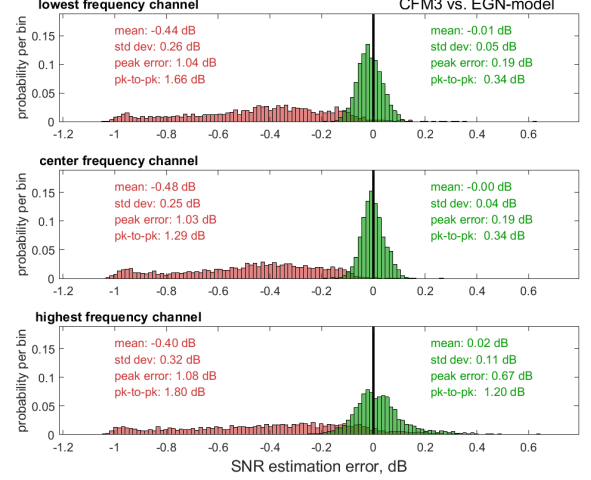 lowest frequency channel CFM3 vs. EGN-model
mean: -0.44 dB
std dev: 0.26 dB
peak error: 1.04 dB
pk-to-pk: 1.66 dB
mean: -0.01 dB
std dev: 0.05 dB
peak error: 0.19 dB
pk-to-pk: 0.34 dB
probability per bin
0.15
0.1
0.05
0
-1.2 -1 -0.8 -0.6 -0.4 -0.2 0 0.2 0.4 0.6
center frequency channel
mean: -0.48 dB
std dev: 0.25 dB
peak error: 1.03 dB
pk-to-pk: 1.29 dB
mean: -0.00 dB
std dev: 0.04 dB
peak error: 0.19 dB
pk-to-pk: 0.34 dB
probability per bin
0.15
0.1
0.05
0
-1.2 -1 -0.8 -0.6 -0.4 -0.2 0 0.2 0.4 0.6
highest frequency channel
mean: -0.40 dB
std dev: 0.32 dB
peak error: 1.08 dB
pk-to-pk: 1.80 dB
mean: 0.02 dB
std dev: 0.11 dB
peak error: 0.67 dB
pk-to-pk: 1.20 dB
probability per bin
0.15
0.1
0.05
0
-1.2 -1 -0.8 -0.6 -0.4 -0.2 0 0.2 0.4 0.6
SNR estimation error, dB